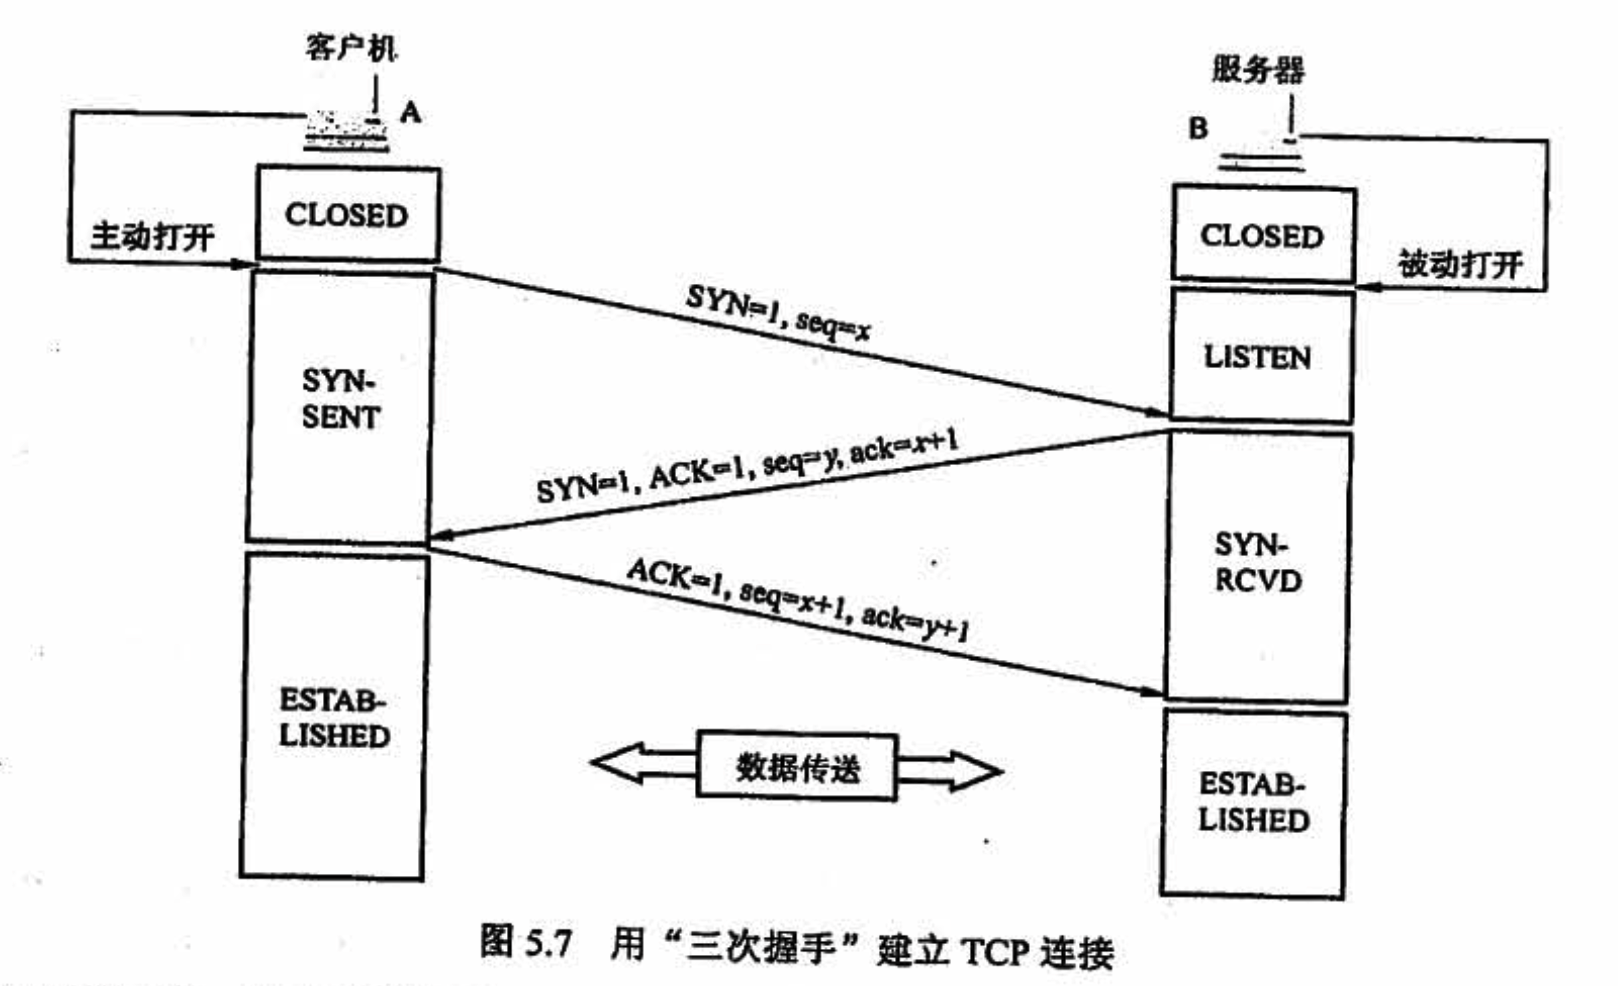 客户机
服务器
A
B
CLOSED
CLOSED
主动打开
被动打开
SYN=1, seq=x
SYN-
SENT
LISTEN
SYN=1, ACK=1, seq=y, ack=x+1
ACK=1, seq=x+1, ack=y+1
SYN-
RCVD
ESTAB-
LISHED
数据传送
ESTAB-
LISHED
图 5.7 用“三次握手”建立 TCP 连接